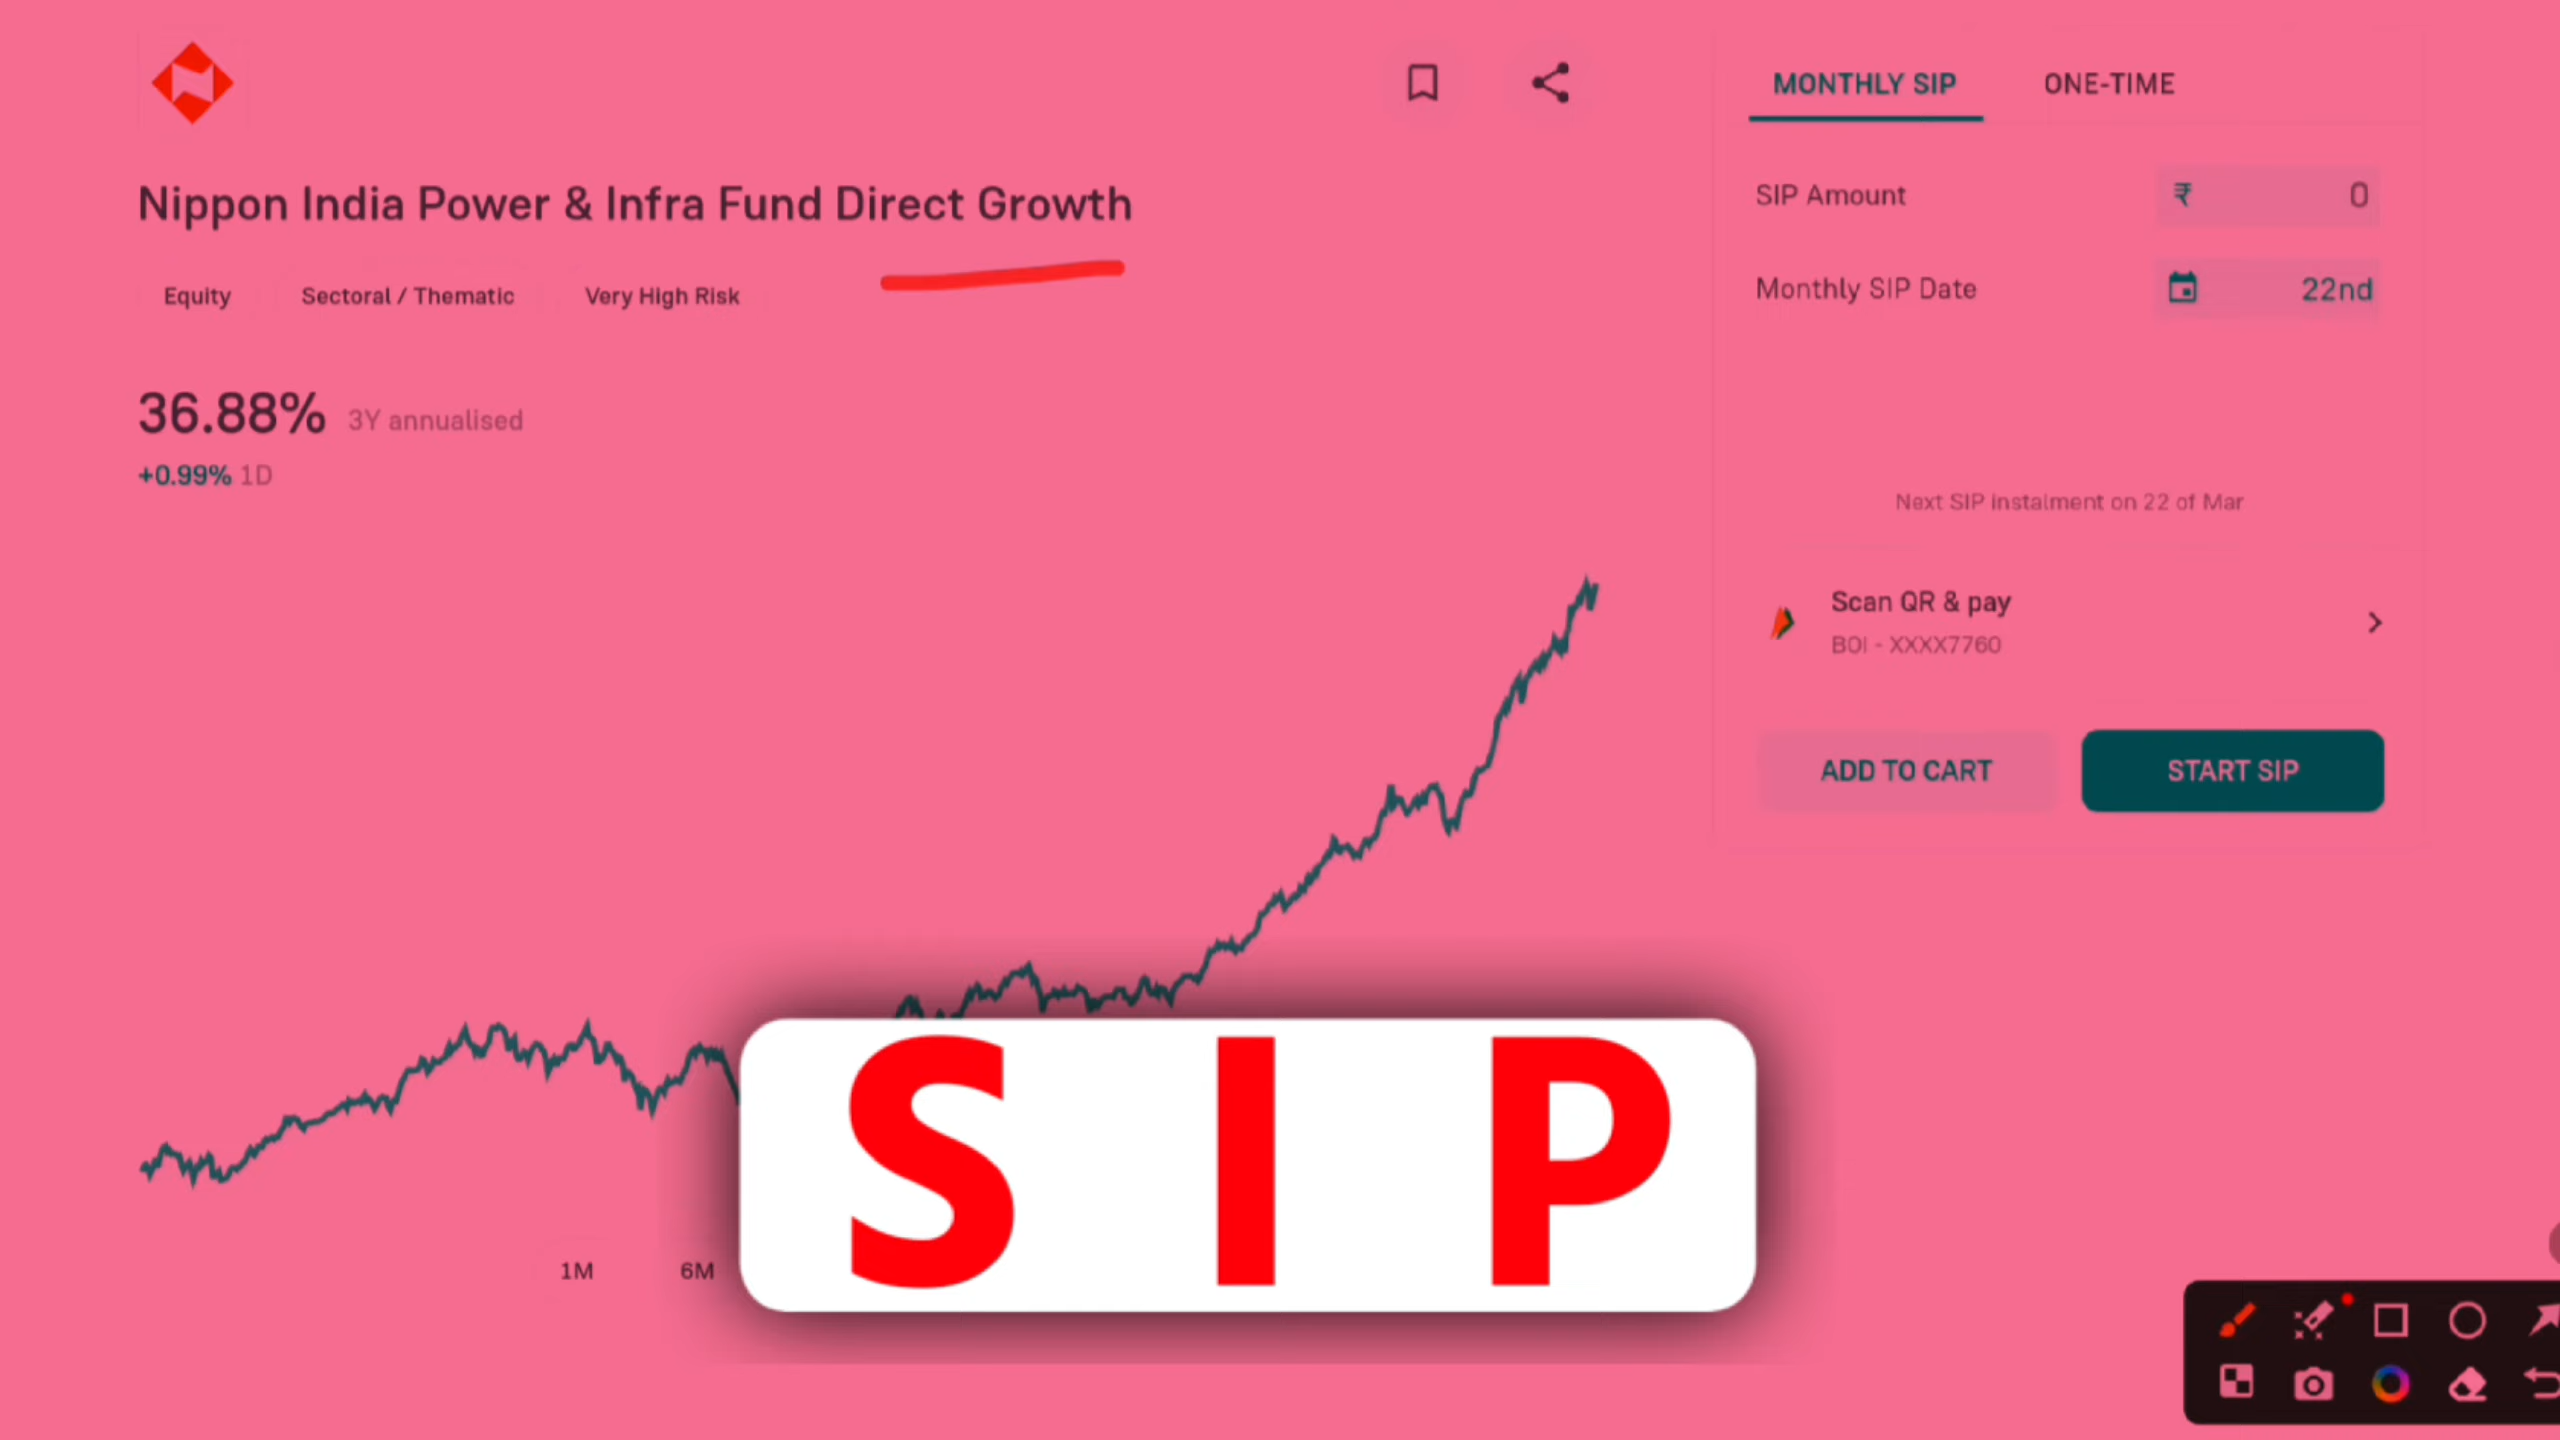 Nippon India Power & Infra Fund Direct Growth
Equity Sectoral / Thematic Very High Risk
36.88% 3Y annualised
+0.99% 1D
1M 6M
MONTHLY SIP ONE-TIME
SIP Amount ₹ 0
Monthly SIP Date 22nd
Next SIP instalment on 22 of Mar
Scan QR & pay
BOI - XXXX7760
ADD TO CART START SIP
S I P